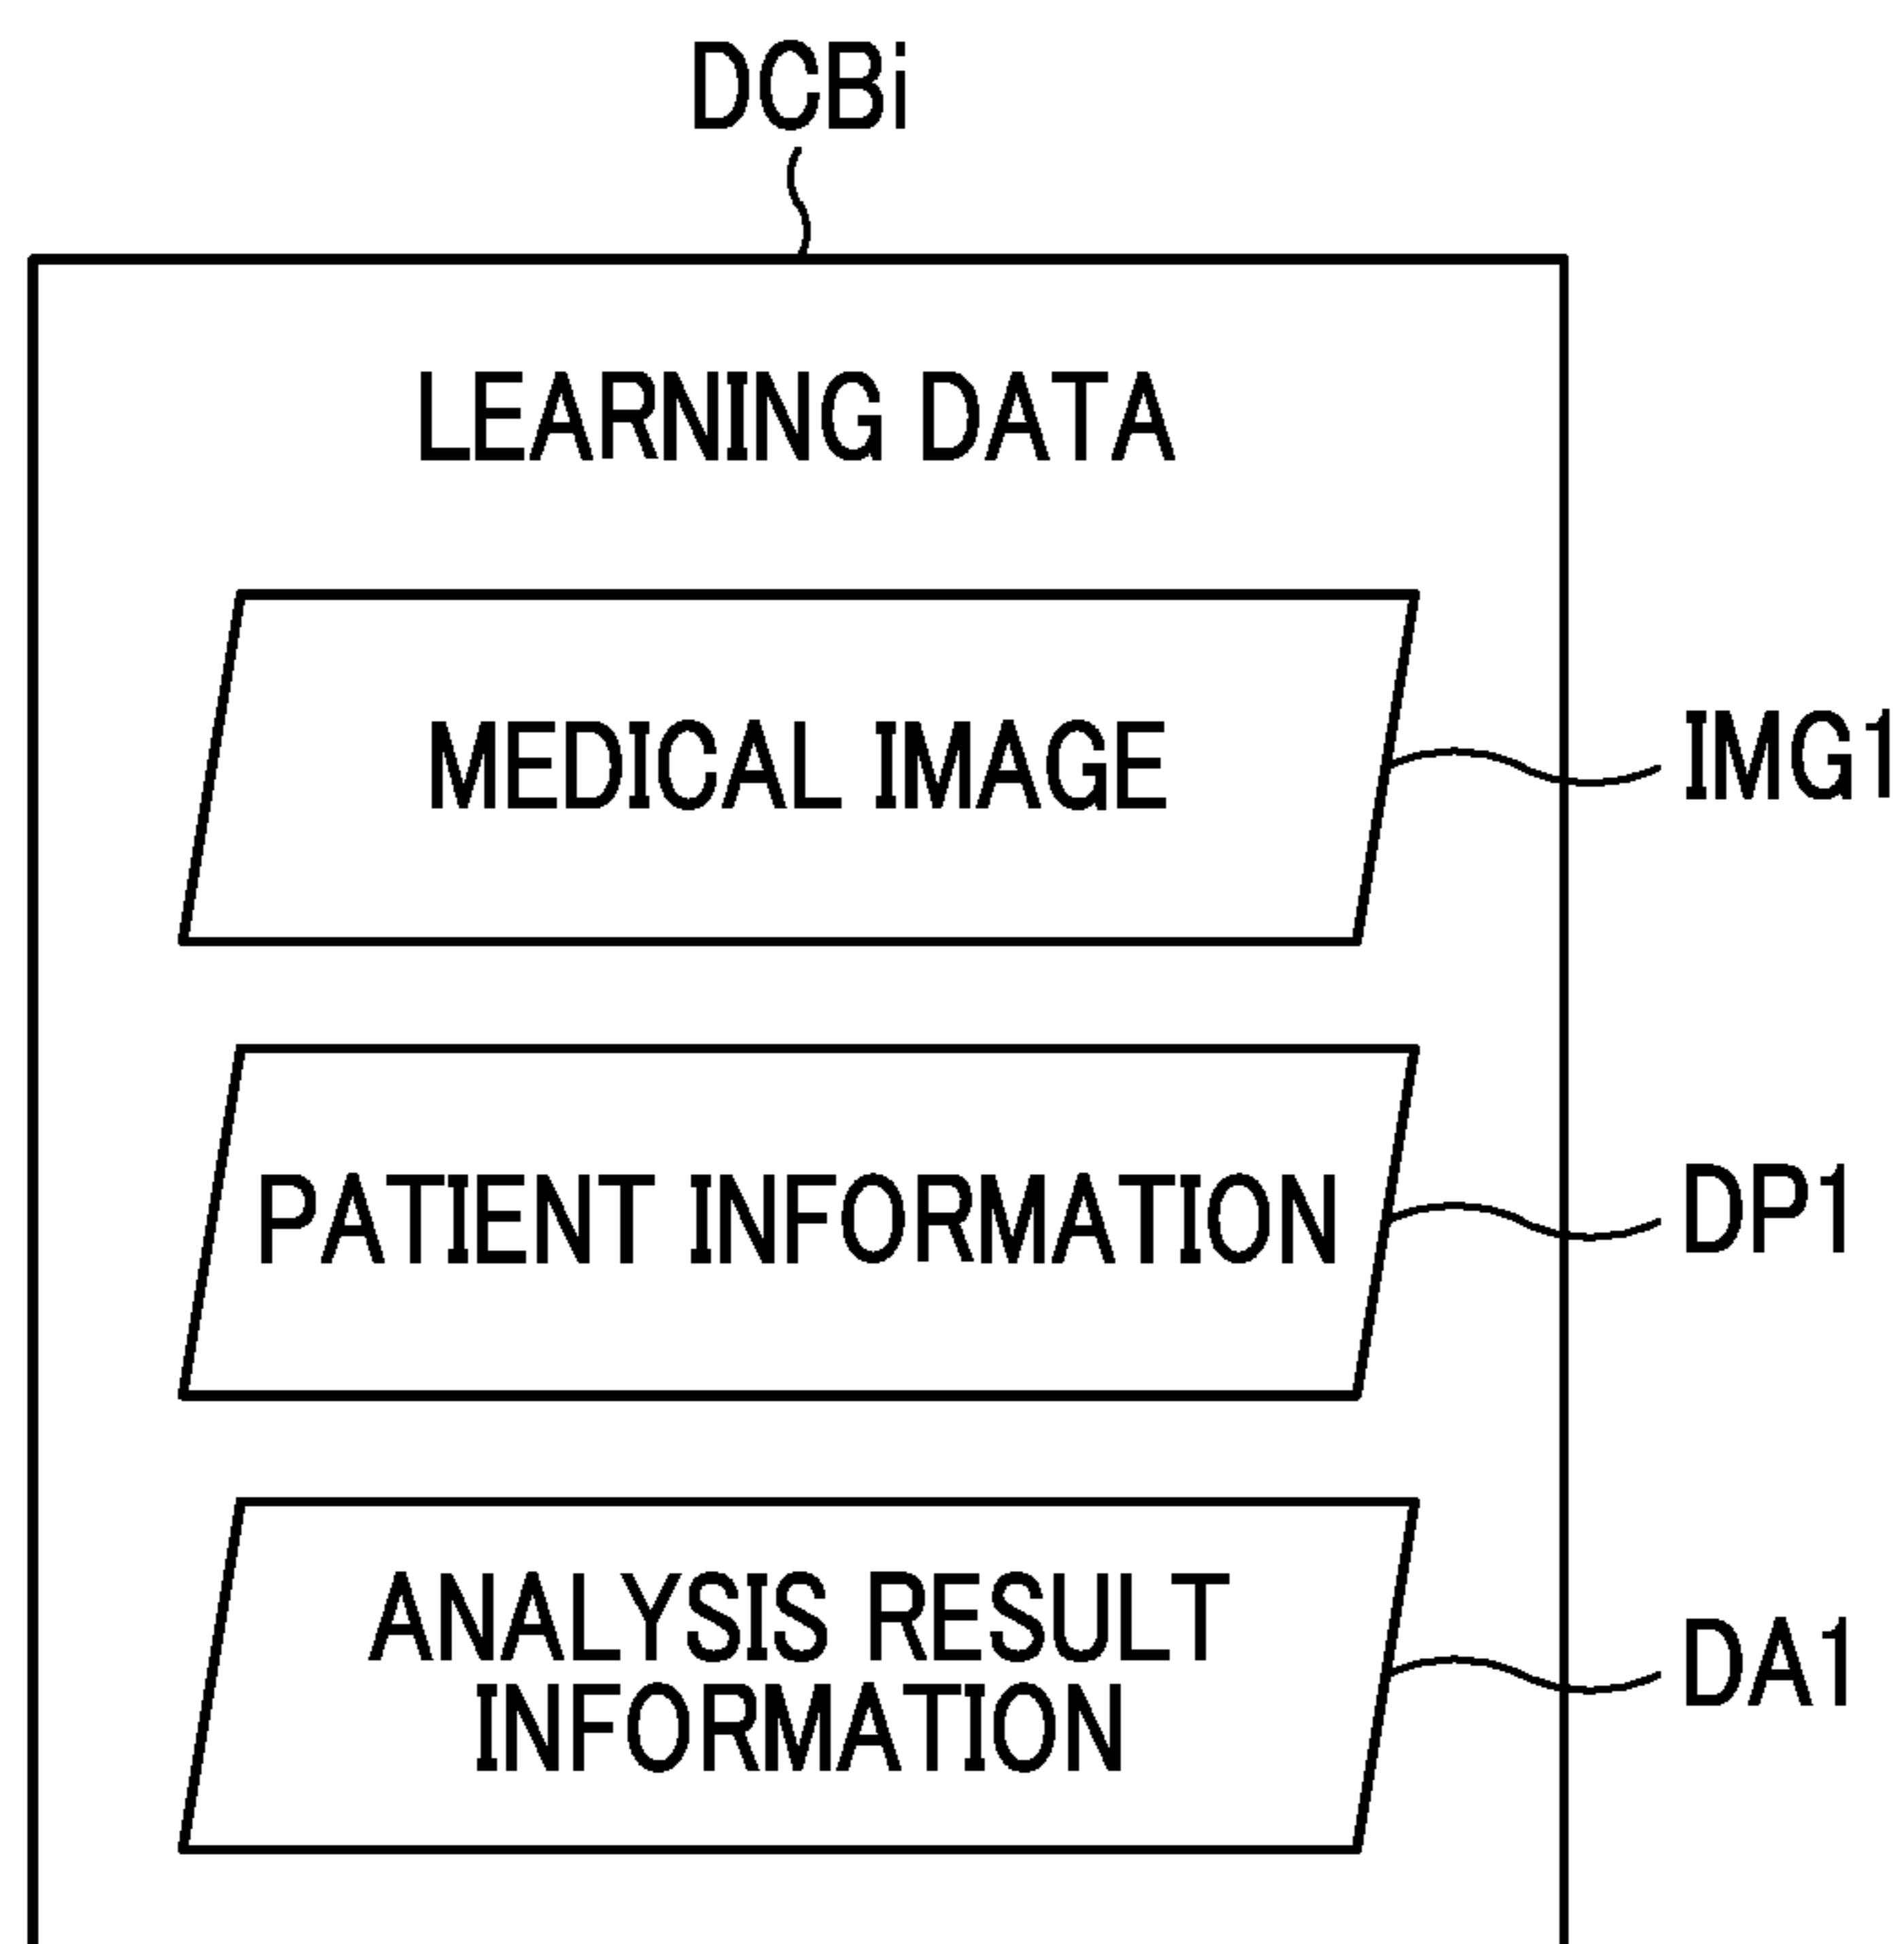 DCBi
LEARNING DATA
MEDICAL IMAGE
IMG1
PATIENT INFORMATION
DP1
ANALYSIS RESULT
INFORMATION
DA1